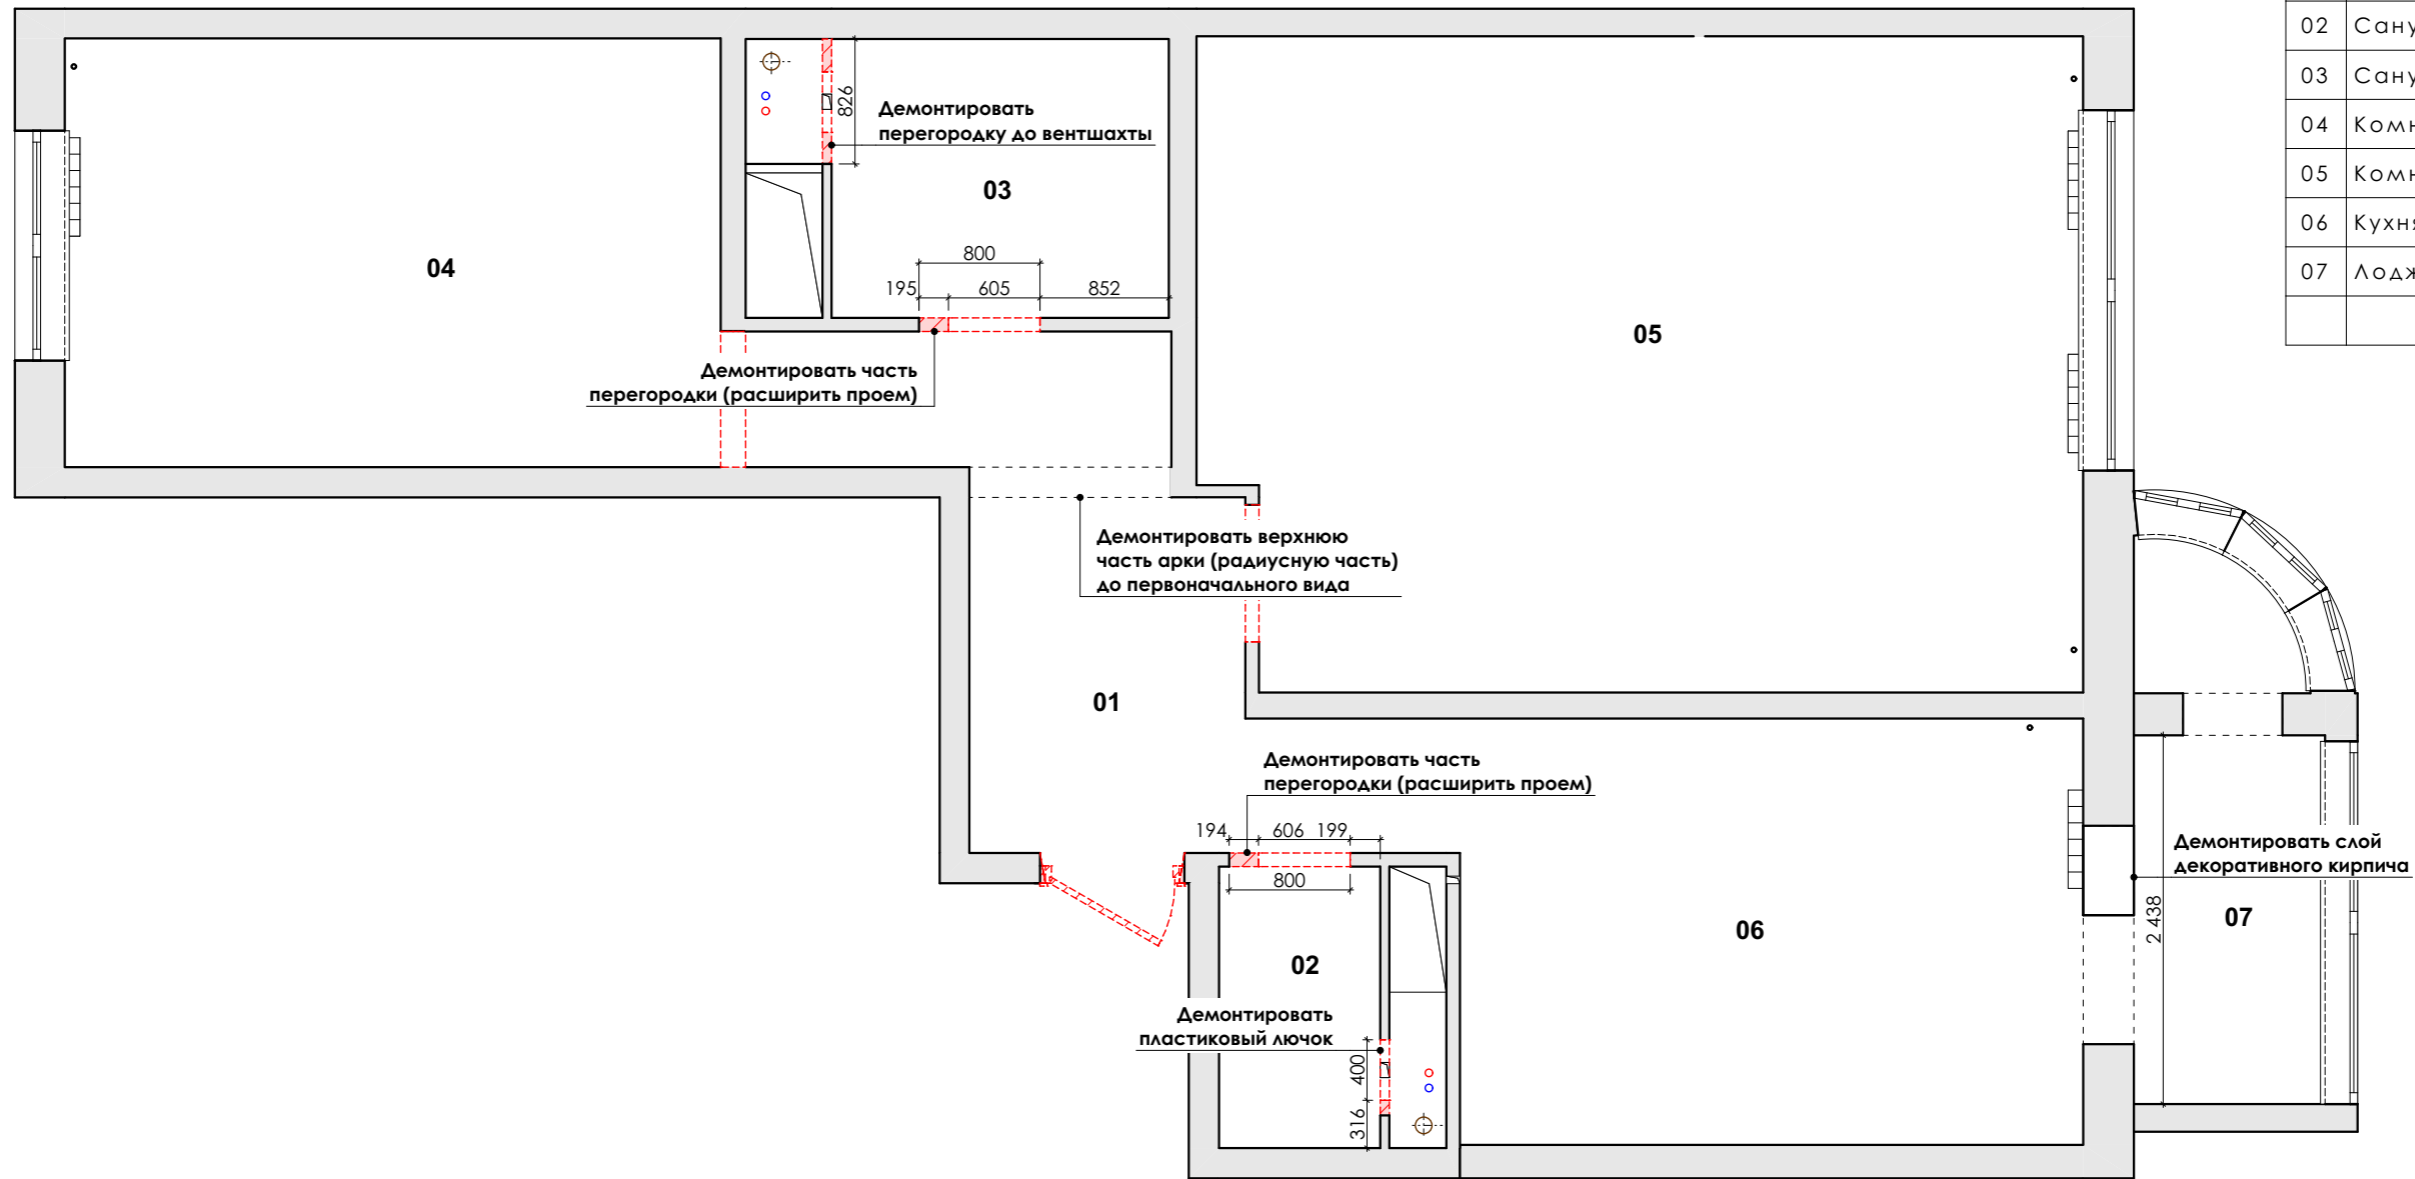 02 Сану
03 Сану
04 Комн
05 Комн
06 Кухня
07 Лодж
826
Демонтировать
перегородку до вентшахты
03
04
800
195 605 852
05
Демонтировать часть
перегородки (расширить проем)
Демонтировать верхнюю
часть арки (радиусную часть)
до первоначального вида
01
Демонтировать часть
перегородки (расширить проем)
194 606 199
800
Демонтировать слой
декоративного кирпича
2 438
07
06
02
Демонтировать
пластиковый лючок
400
316